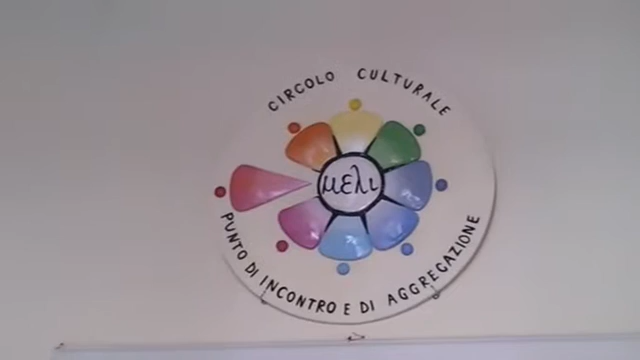 CIRCOLO CULTURALE
μελι
PUNTO DI INCONTRO E DI AGGREGAZIONE